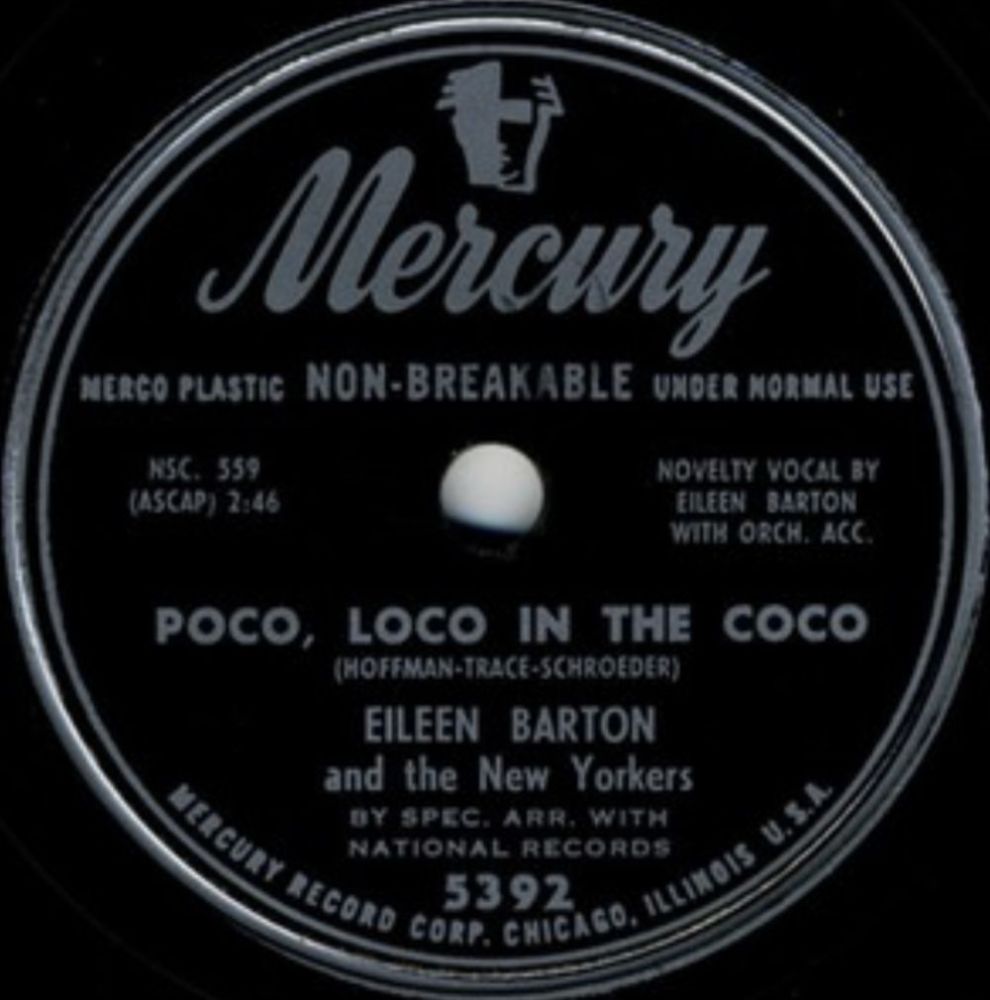 Mercury
MERCO PLASTIC NON-BREAKABLE UNDER NORMAL USE
NSC. 559
(ASCAP) 2:46
NOVELTY VOCAL BY
EILEEN BARTON
WITH ORCH. ACC.
POCO, LOCO IN THE COCO
(HOFFMAN-TRACE-SCHROEDER)
EILEEN BARTON
and the New Yorkers
BY SPEC. ARR. WITH
NATIONAL RECORDS
5392
MERCURY RECORD CORP. CHICAGO, ILLINOIS U.S.A.